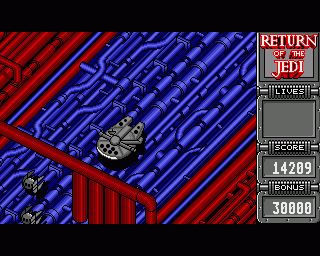 RETURN
OF THE
JEDI
LIVES
SCORE
14209
BONUS
30000